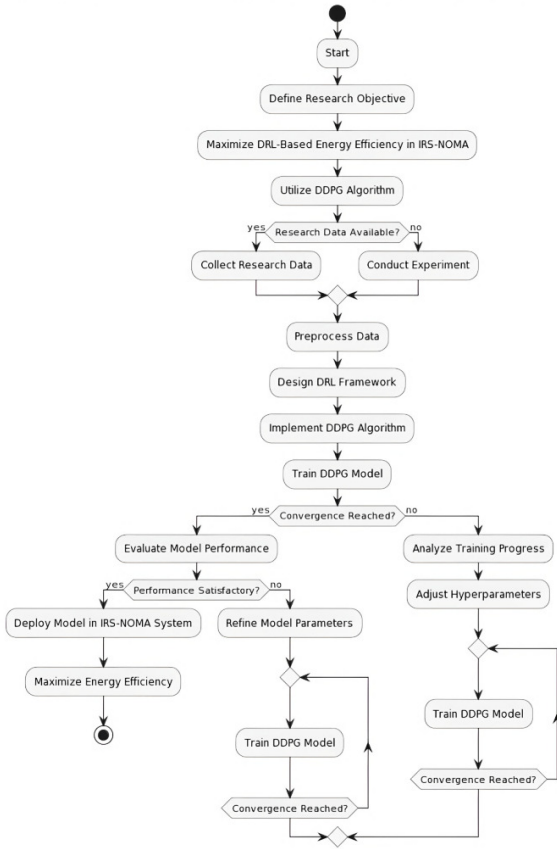 Start
Define Research Objective
Maximize DRL-Based Energy Efficiency in IRS-NOMA
Utilize DDPG Algorithm
yes
Research Data Available?
no
Collect Research Data
Conduct Experiment
Preprocess Data
Design DRL Framework
Implement DDPG Algorithm
Train DDPG Model
yes
Convergence Reached?
no
Evaluate Model Performance
Analyze Training Progress
yes
Performance Satisfactory?
no
Adjust Hyperparameters
Deploy Model in IRS-NOMA System
Refine Model Parameters
Maximize Energy Efficiency
Train DDPG Model
Train DDPG Model
Convergence Reached?
Convergence Reached?